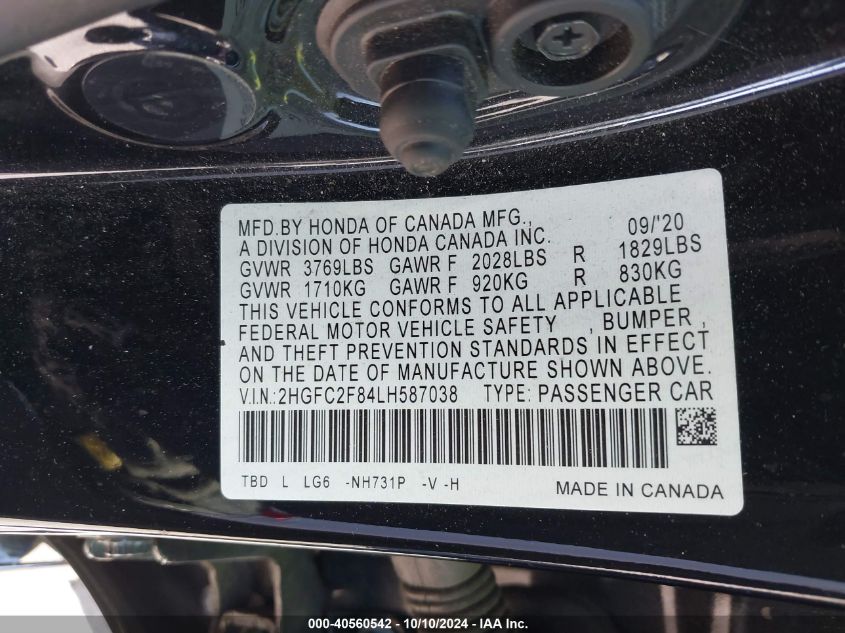 MFD.BY HONDA OF CANADA MFG.,
A DIVISION OF HONDA CANADA INC. 09/'20
GVWR 3769LBS GAWR F 2028LBS R 1829LBS
GVWR 1710KG GAWR F 920KG R 830KG
THIS VEHICLE CONFORMS TO ALL APPLICABLE
FEDERAL MOTOR VEHICLE SAFETY , BUMPER ,
AND THEFT PREVENTION STANDARDS IN EFFECT
ON THE DATE OF MANUFACTURE SHOWN ABOVE.
V.I.N.:2HGFC2F84LH587038 TYPE: PASSENGER CAR
TBD L LG6 -NH731P -V -H MADE IN CANADA
000-40560542 - 10/10/2024 - IAA Inc.